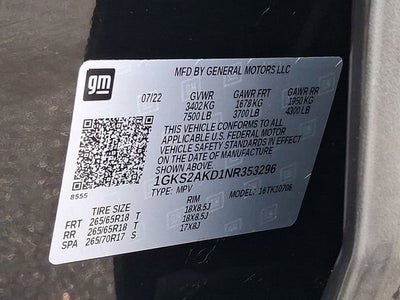 gm
MFD BY GENERAL MOTORS LLC
07/22 GVWR GAWR FRT GAWR RR
3402 KG 1678 KG 1950 KG
7500 LB 3700 LB 4300 LB
THIS VEHICLE CONFORMS TO ALL
APPLICABLE U.S. FEDERAL MOTOR
VEHICLE SAFETY STANDARDS IN EFFECT
ON THE DATE OF MANUFACTURE
SHOWN ABOVE.
1GKS2AKD1NR353296
8555 TYPE: MPV MODEL: 16TK10706
TIRE SIZE RIM
FRT 265/65R18 T 18X8.5J
RR 265/65R18 T 18X8.5J
SPA 265/70R17 S 17X8J